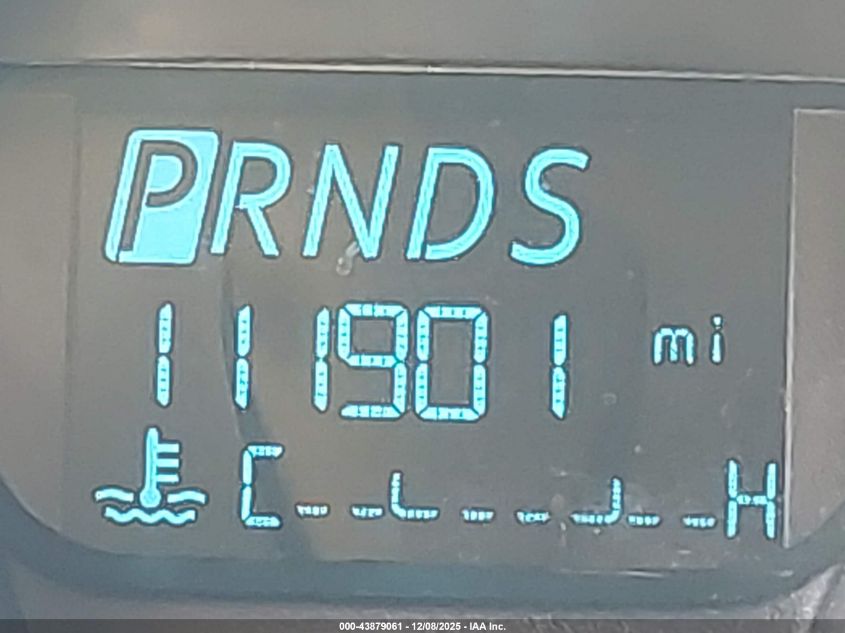 PRNDS
111901 mi
C H
000-43879061 - 12/08/2025 - IAA Inc.